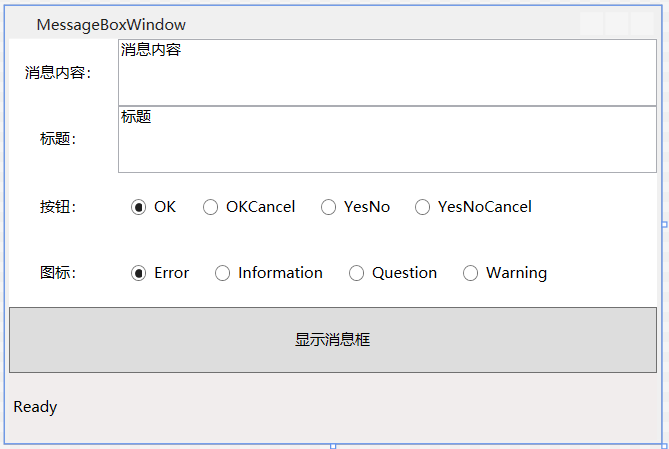 MessageBoxWindow
消息内容： 消息内容
标题： 标题
按钮： OK OKCancel YesNo YesNoCancel
图标： Error Information Question Warning
显示消息框
Ready